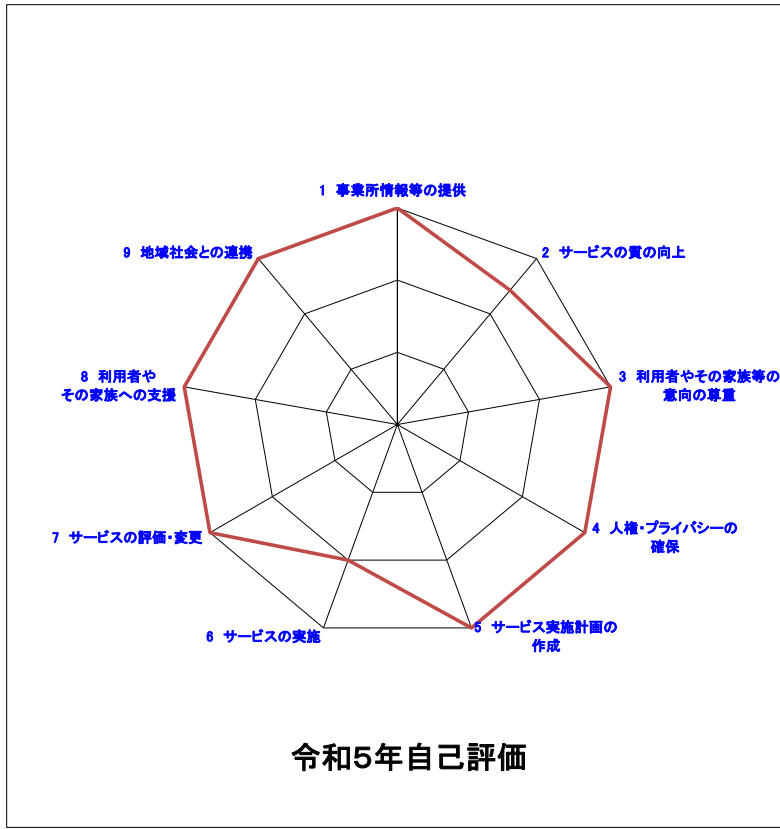 1 事業所情報等の提供
2 サービスの質の向上
3 利用者やその家族等の
意向の尊重
4 人権・プライバシーの
確保
5 サービス実施計画の
作成
6 サービスの実施
7 サービスの評価・変更
8 利用者や
その家族への支援
9 地域社会との連携
令和5年自己評価